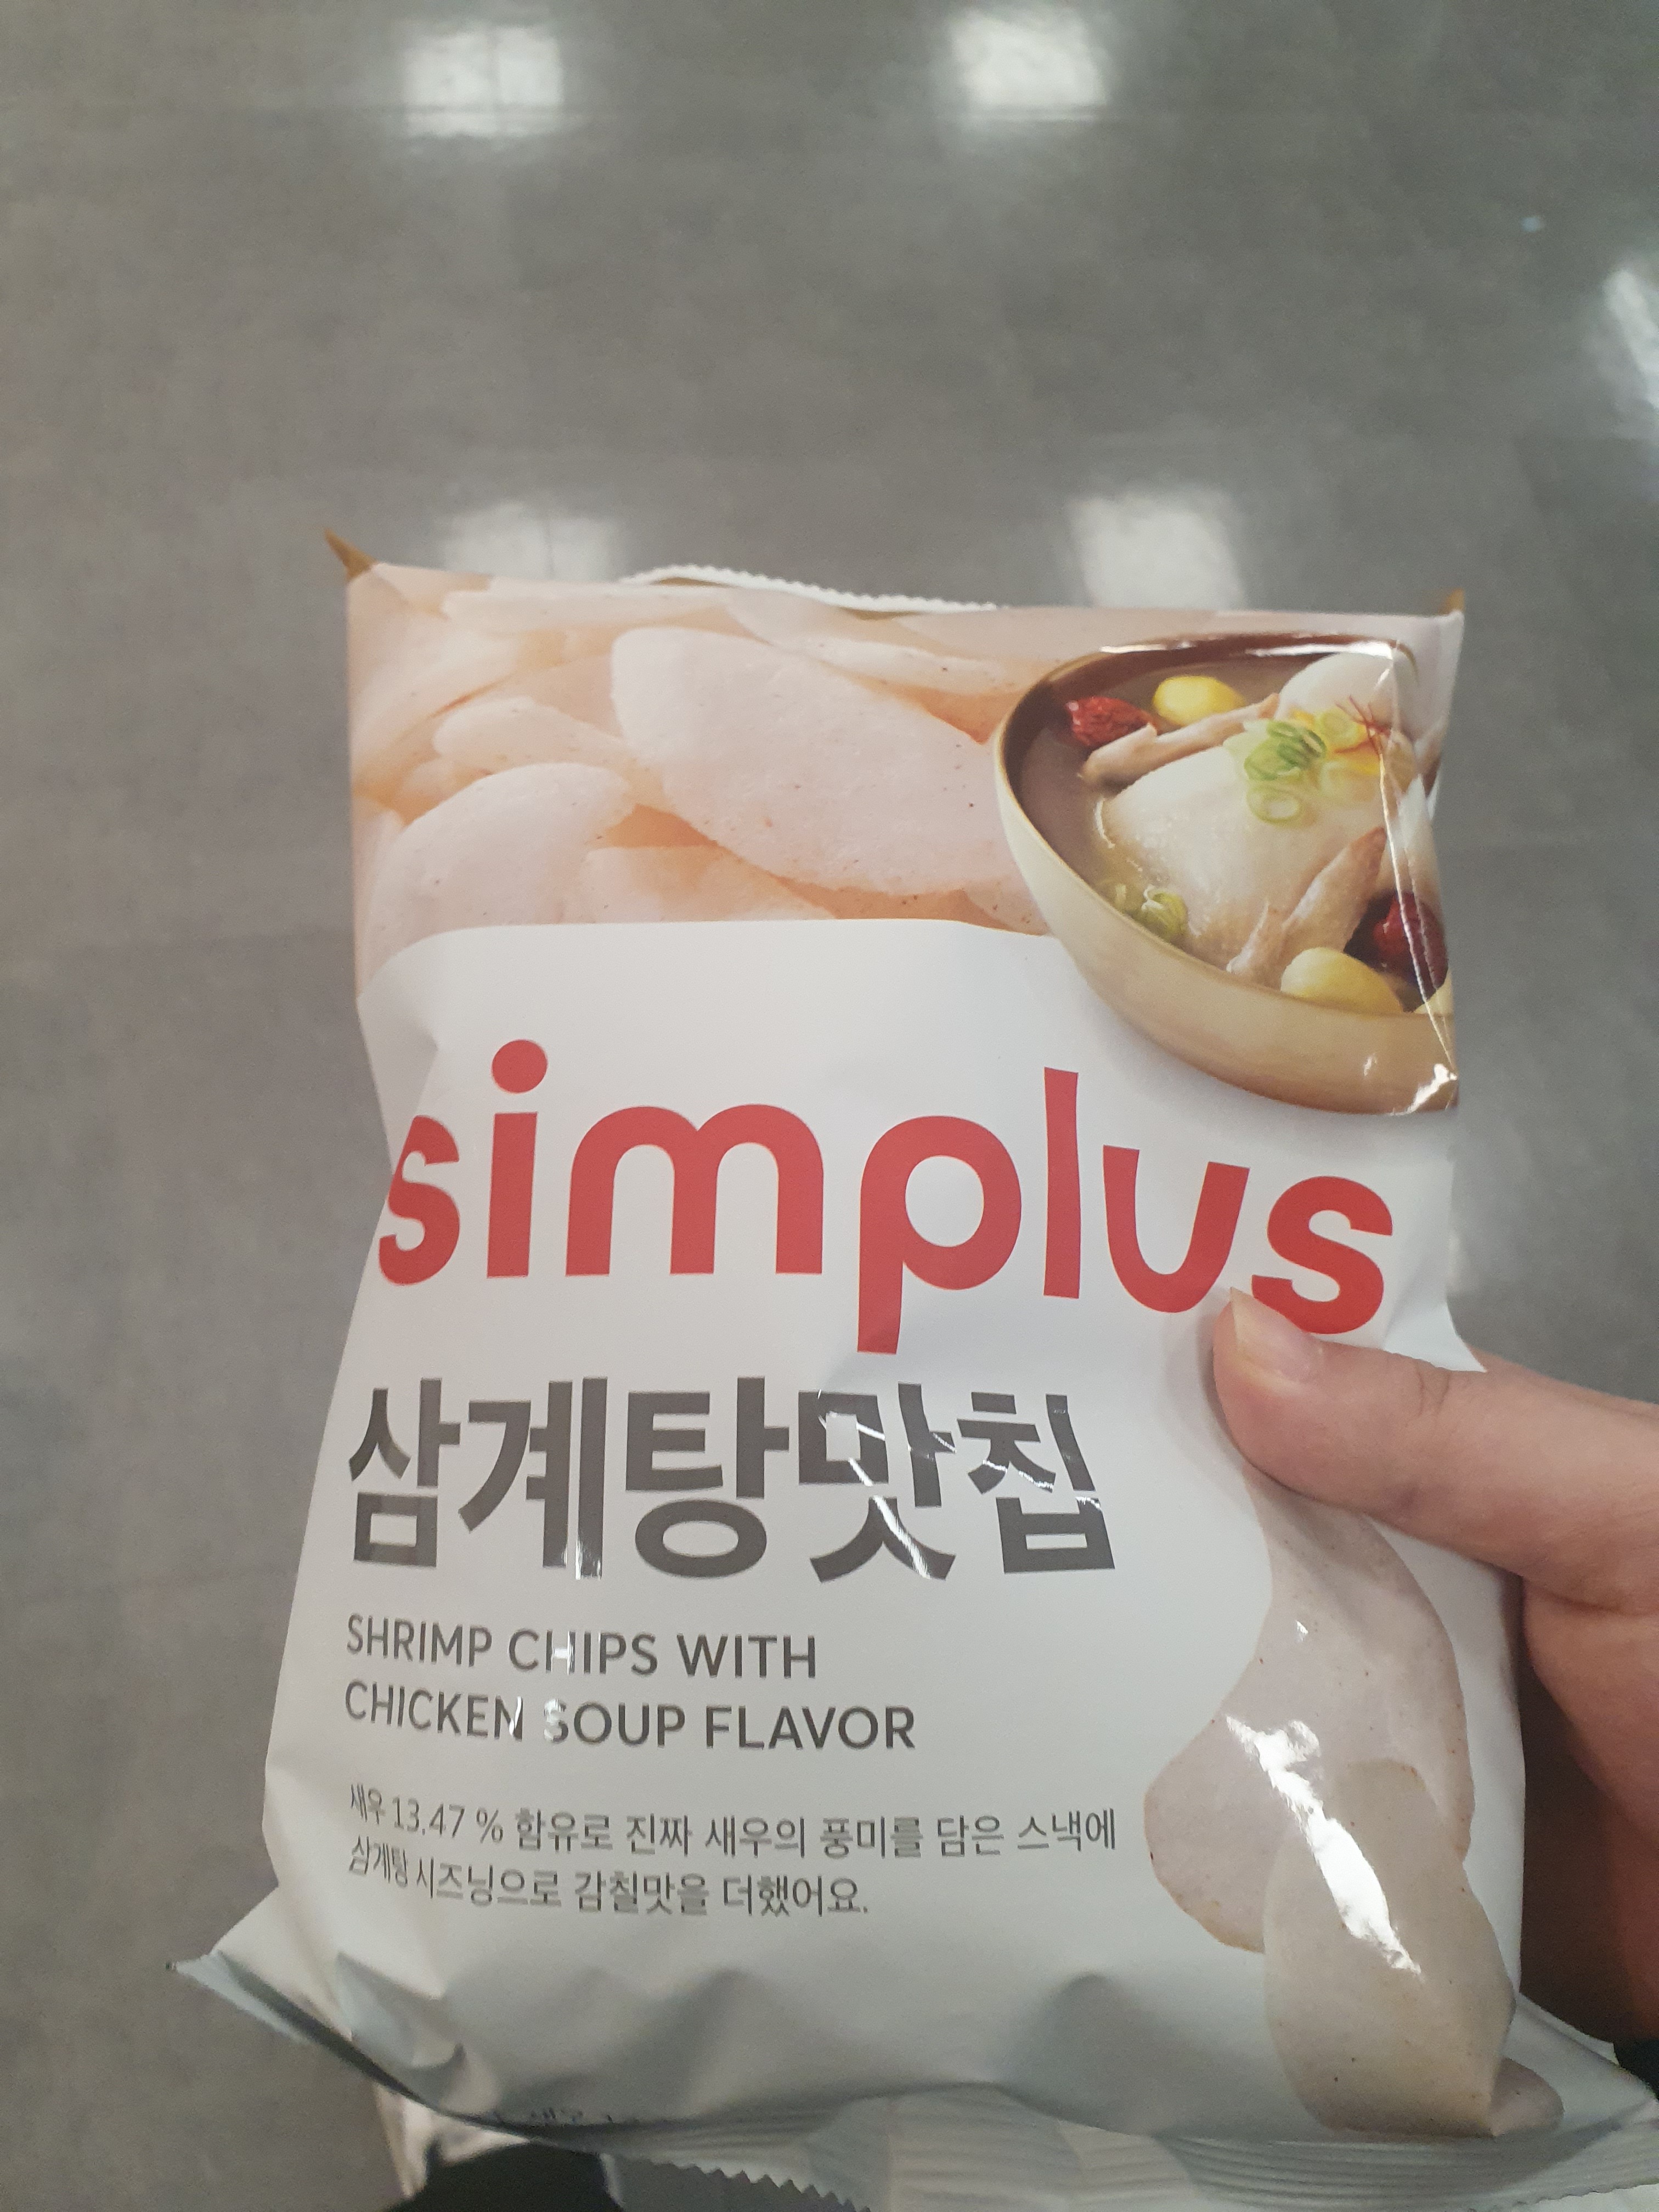 simplus
삼계탕맛칩
SHRIMP CHIPS WITH
CHICKEN SOUP FLAVOR
새우 13.47 % 함유로 진짜 새우의 풍미를 담은 스낵에
삼계탕 시즈닝으로 감칠맛을 더했어요.